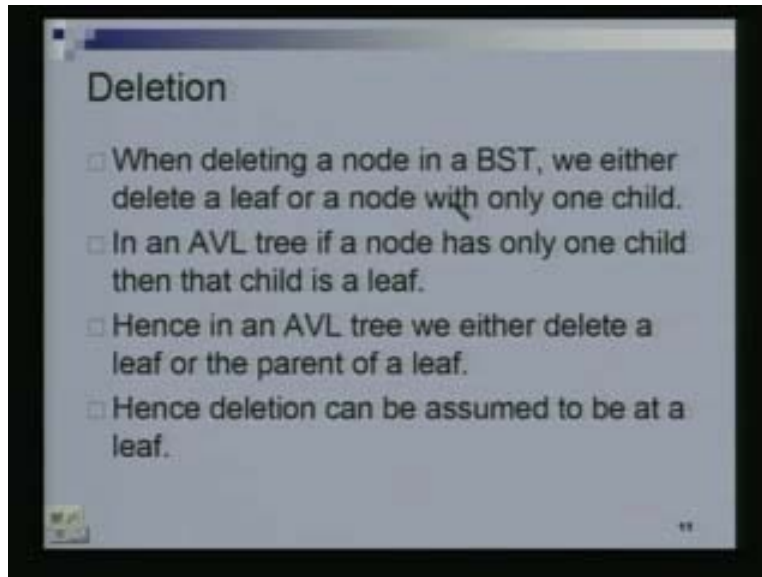 Deletion
When deleting a node in a BST, we either
delete a leaf or a node with only one child.
In an AVL tree if a node has only one child
then that child is a leaf.
Hence in an AVL tree we either delete a
leaf or the parent of a leaf.
Hence deletion can be assumed to be at a
leaf.